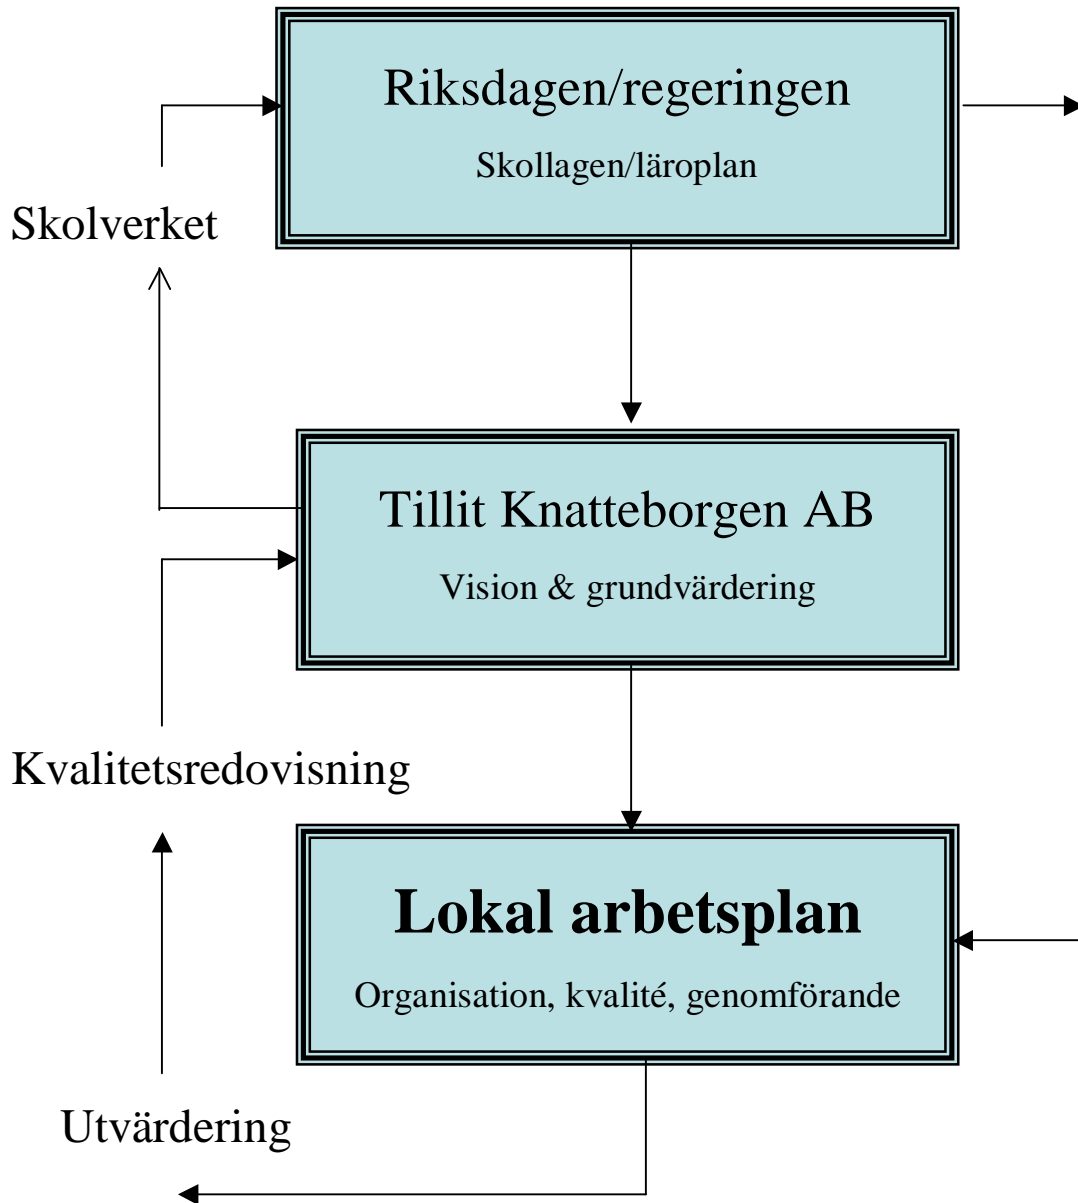 Riksdagen/regeringen
Skollagen/läroplan
Skolverket
Tillit Knatteborgen AB
Vision & grundvärdering
Kvalitetsredovisning
Lokal arbetsplan
Organisation, kvalité, genomförande
Utvärdering